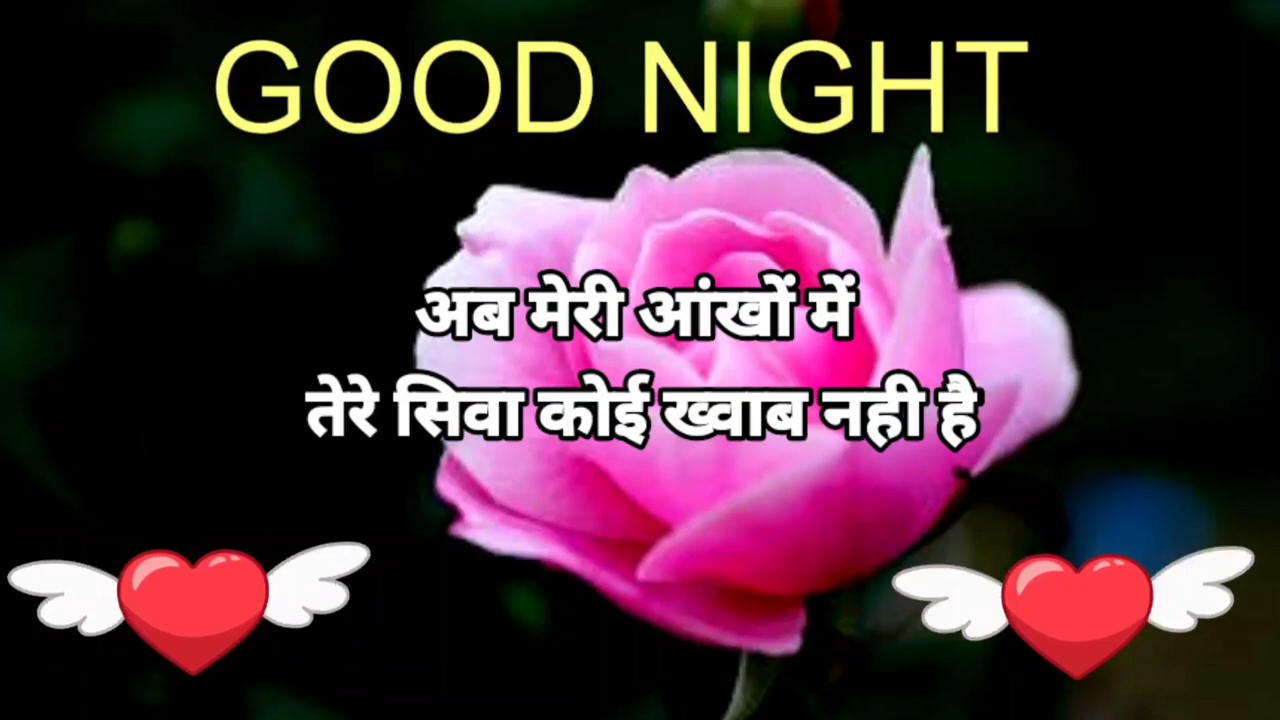 GOOD NIGHT
अब मेरी आंखों में
तेरे सिवा कोई ख्वाब नही है